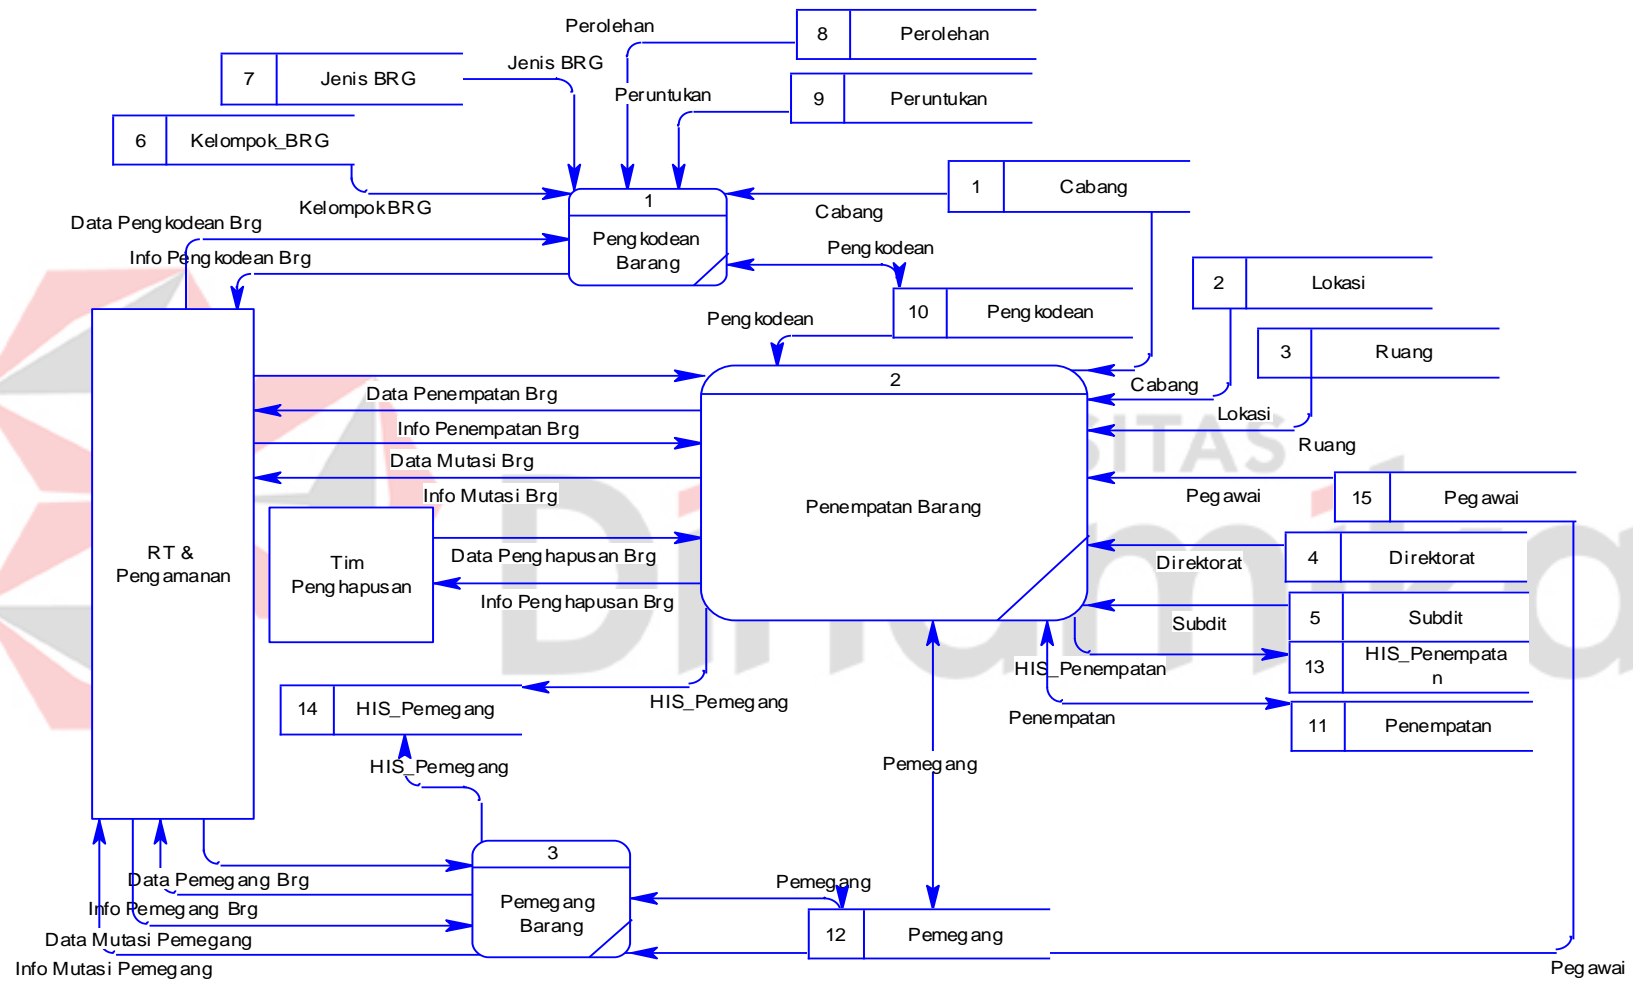 Perolehan
8 Perolehan
7 Jenis BRG
Jenis BRG
Peruntukan
9 Peruntukan
6 Kelompok_BRG
KelompokBRG
1 Cabang
Cabang
1
Pengkodean
Barang
Data Pengkodean Brg
Info Pengkodean Brg
Pengkodean
10 Pengkodean
Pengkodean
2 Lokasi
3 Ruang
Cabang
Lokasi
Ruang
2
Penempatan Barang
Data Penempatan Brg
Info Penempatan Brg
Data Mutasi Brg
Info Mutasi Brg
SITAS
Dinamika
Pegawai
15 Pegawai
RT &
Pengamanan
Tim
Penghapusan
Data Penghapusan Brg
Info Penghapusan Brg
Direktorat
4 Direktorat
Subdit
5 Subdit
HIS_Penempatan
13 HIS_Penempata
n
Penempatan
11 Penempatan
14 HIS_Pemegang
HIS_Pemegang
HIS_Pemegang
Pemegang
3
Pemegang
Barang
Data Pemegang Brg
Info Pemegang Brg
Data Mutasi Pemegang
Info Mutasi Pemegang
Pemegang
12 Pemegang
Pegawai